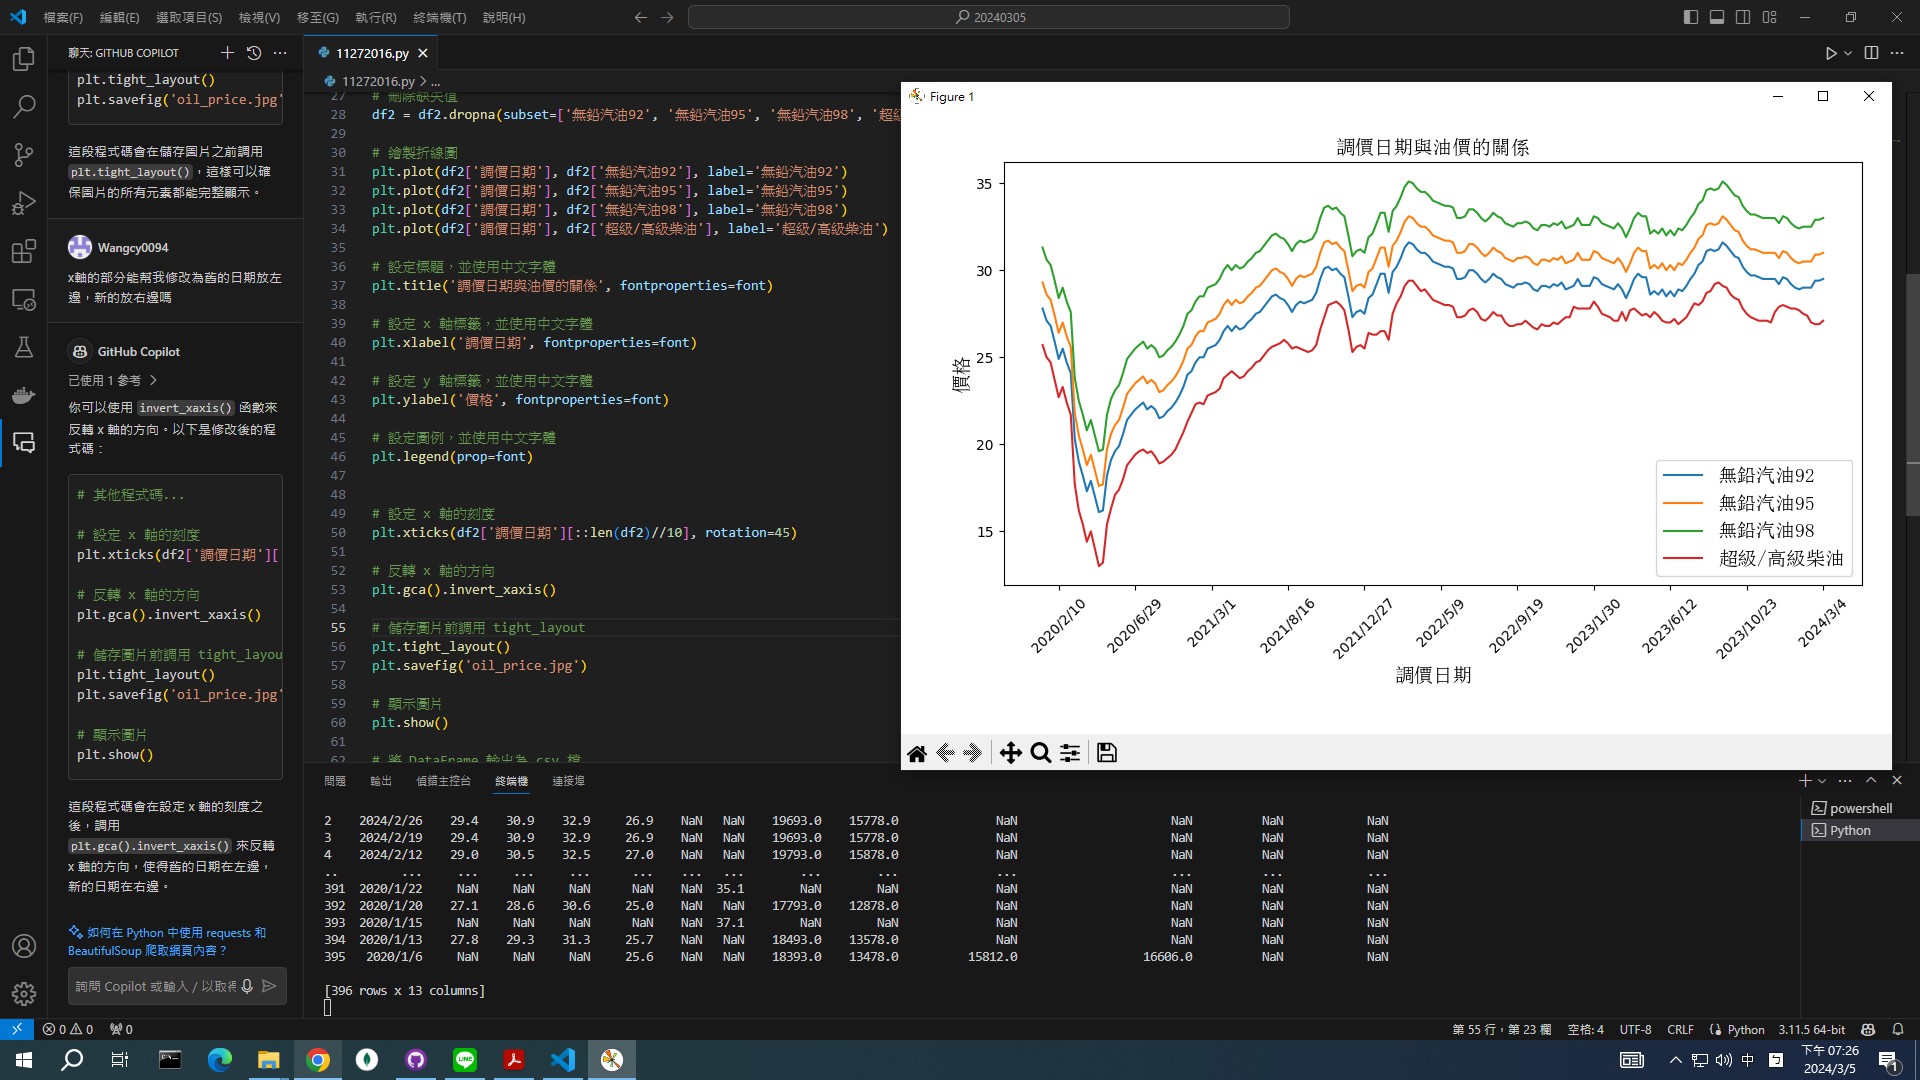 檔案(F) 編輯(E) 選取項目(S) 檢視(V) 移至(G) 執行(R) 終端機(T) 說明(H)
20240305
聊天: GITHUB COPILOT
plt.tight_layout()
plt.savefig('oil_price.jpg'
這段程式碼會在儲存圖片之前調用
plt.tight_layout(),這樣可以確
保圖片的所有元素都能完整顯示。
Wangcy0094
x軸的部分能幫我修改為舊的日期放左
邊,新的放右邊嗎
GitHub Copilot
已使用 1 參考
你可以使用 invert_xaxis() 函數來
反轉 x 軸的方向。以下是修改後的程
式碼:
# 其他程式碼...
# 設定 x 軸的刻度
plt.xticks(df2['調價日期'][
# 反轉 x 軸的方向
plt.gca().invert_xaxis()
# 儲存圖片前調用 tight_layou
plt.tight_layout()
plt.savefig('oil_price.jpg'
# 顯示圖片
plt.show()
這段程式碼會在設定 x 軸的刻度之
後,調用
plt.gca().invert_xaxis() 來反轉
x 軸的方向,使得舊的日期在左邊,
新的日期在右邊。
如何在 Python 中使用 requests 和
BeautifulSoup 爬取網頁內容?
詢問 Copilot 或輸入 / 以取得
11272016.py
11272016.py > ...
27 # 刪除缺失值
28 df2 = df2.dropna(subset=['無鉛汽油92', '無鉛汽油95', '無鉛汽油98', '超級
29
30 # 繪製折線圖
31 plt.plot(df2['調價日期'], df2['無鉛汽油92'], label='無鉛汽油92')
32 plt.plot(df2['調價日期'], df2['無鉛汽油95'], label='無鉛汽油95')
33 plt.plot(df2['調價日期'], df2['無鉛汽油98'], label='無鉛汽油98')
34 plt.plot(df2['調價日期'], df2['超級/高級柴油'], label='超級/高級柴油')
35
36 # 設定標題,並使用中文字體
37 plt.title('調價日期與油價的關係', fontproperties=font)
38
39 # 設定 x 軸標籤,並使用中文字體
40 plt.xlabel('調價日期', fontproperties=font)
41
42 # 設定 y 軸標籤,並使用中文字體
43 plt.ylabel('價格', fontproperties=font)
44
45 # 設定圖例,並使用中文字體
46 plt.legend(prop=font)
47
48
49 # 設定 x 軸的刻度
50 plt.xticks(df2['調價日期'][::len(df2)//10], rotation=45)
51
52 # 反轉 x 軸的方向
53 plt.gca().invert_xaxis()
54
55 # 儲存圖片前調用 tight_layout
56 plt.tight_layout()
57 plt.savefig('oil_price.jpg')
58
59 # 顯示圖片
60 plt.show()
61
62 # 將 DataFrame 輸出為 csv 檔
Figure 1
調價日期與油價的關係
35
30
25
20
15
價格
無鉛汽油92
無鉛汽油95
無鉛汽油98
超級/高級柴油
2020/2/10 2020/6/29 2021/3/1 2021/8/16 2021/12/27 2022/5/9 2022/9/19 2023/1/30 2023/6/12 2023/10/23 2024/3/4
調價日期
問題 輸出 偵錯主控台 終端機 連接埠
2 2024/2/26 29.4 30.9 32.9 26.9 NaN NaN 19693.0 15778.0 NaN NaN NaN NaN
3 2024/2/19 29.4 30.9 32.9 26.9 NaN NaN 19693.0 15778.0 NaN NaN NaN NaN
4 2024/2/12 29.0 30.5 32.5 27.0 NaN NaN 19793.0 15878.0 NaN NaN NaN NaN
.. ... ... ... ... ... ... ... ... ... ... ... ... ...
391 2020/1/22 NaN NaN NaN NaN NaN 35.1 NaN NaN NaN NaN NaN NaN
392 2020/1/20 27.1 28.6 30.6 25.0 NaN NaN 17793.0 12878.0 NaN NaN NaN NaN
393 2020/1/15 NaN NaN NaN NaN NaN 37.1 NaN NaN NaN NaN NaN NaN
394 2020/1/13 27.8 29.3 31.3 25.7 NaN NaN 18493.0 13578.0 NaN NaN NaN NaN
395 2020/1/6 NaN NaN NaN 25.6 NaN NaN 18393.0 13478.0 15812.0 16606.0 NaN NaN
[396 rows x 13 columns]
powershell
Python
0 0 0
第 55 行,第 23 欄 空格: 4 UTF-8 CRLF Python 3.11.5 64-bit
LINE
中
下午 07:26
2024/3/5
1